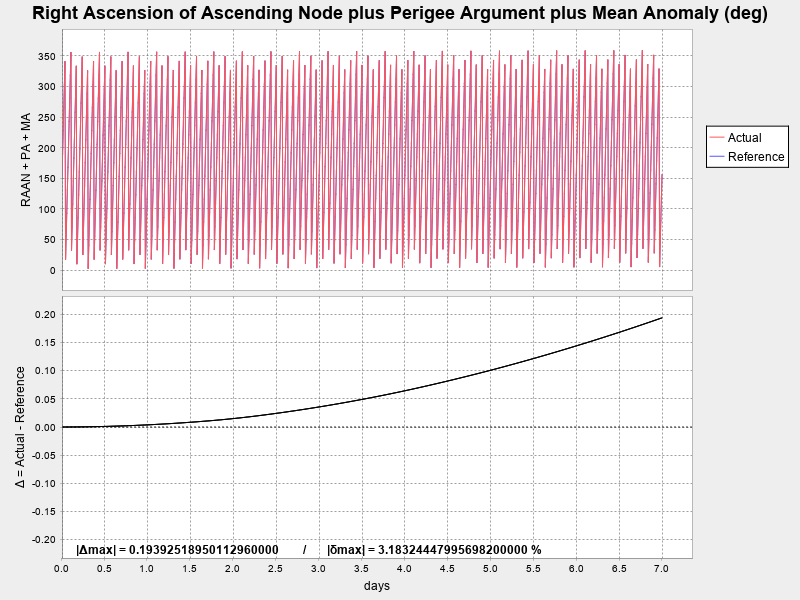 Right Ascension of Ascending Node plus Perigee Argument plus Mean Anomaly (deg)
RAAN + PA + MA
350
300
250
200
150
100
50
0
Actual
Reference
Δ = Actual - Reference
0.20
0.15
0.10
0.05
0.00
-0.05
-0.10
-0.15
-0.20
|Δmax| = 0.19392518950112960000 / |δmax| = 3.18324447995698200000 %
0.0 0.5 1.0 1.5 2.0 2.5 3.0 3.5 4.0 4.5 5.0 5.5 6.0 6.5 7.0
days